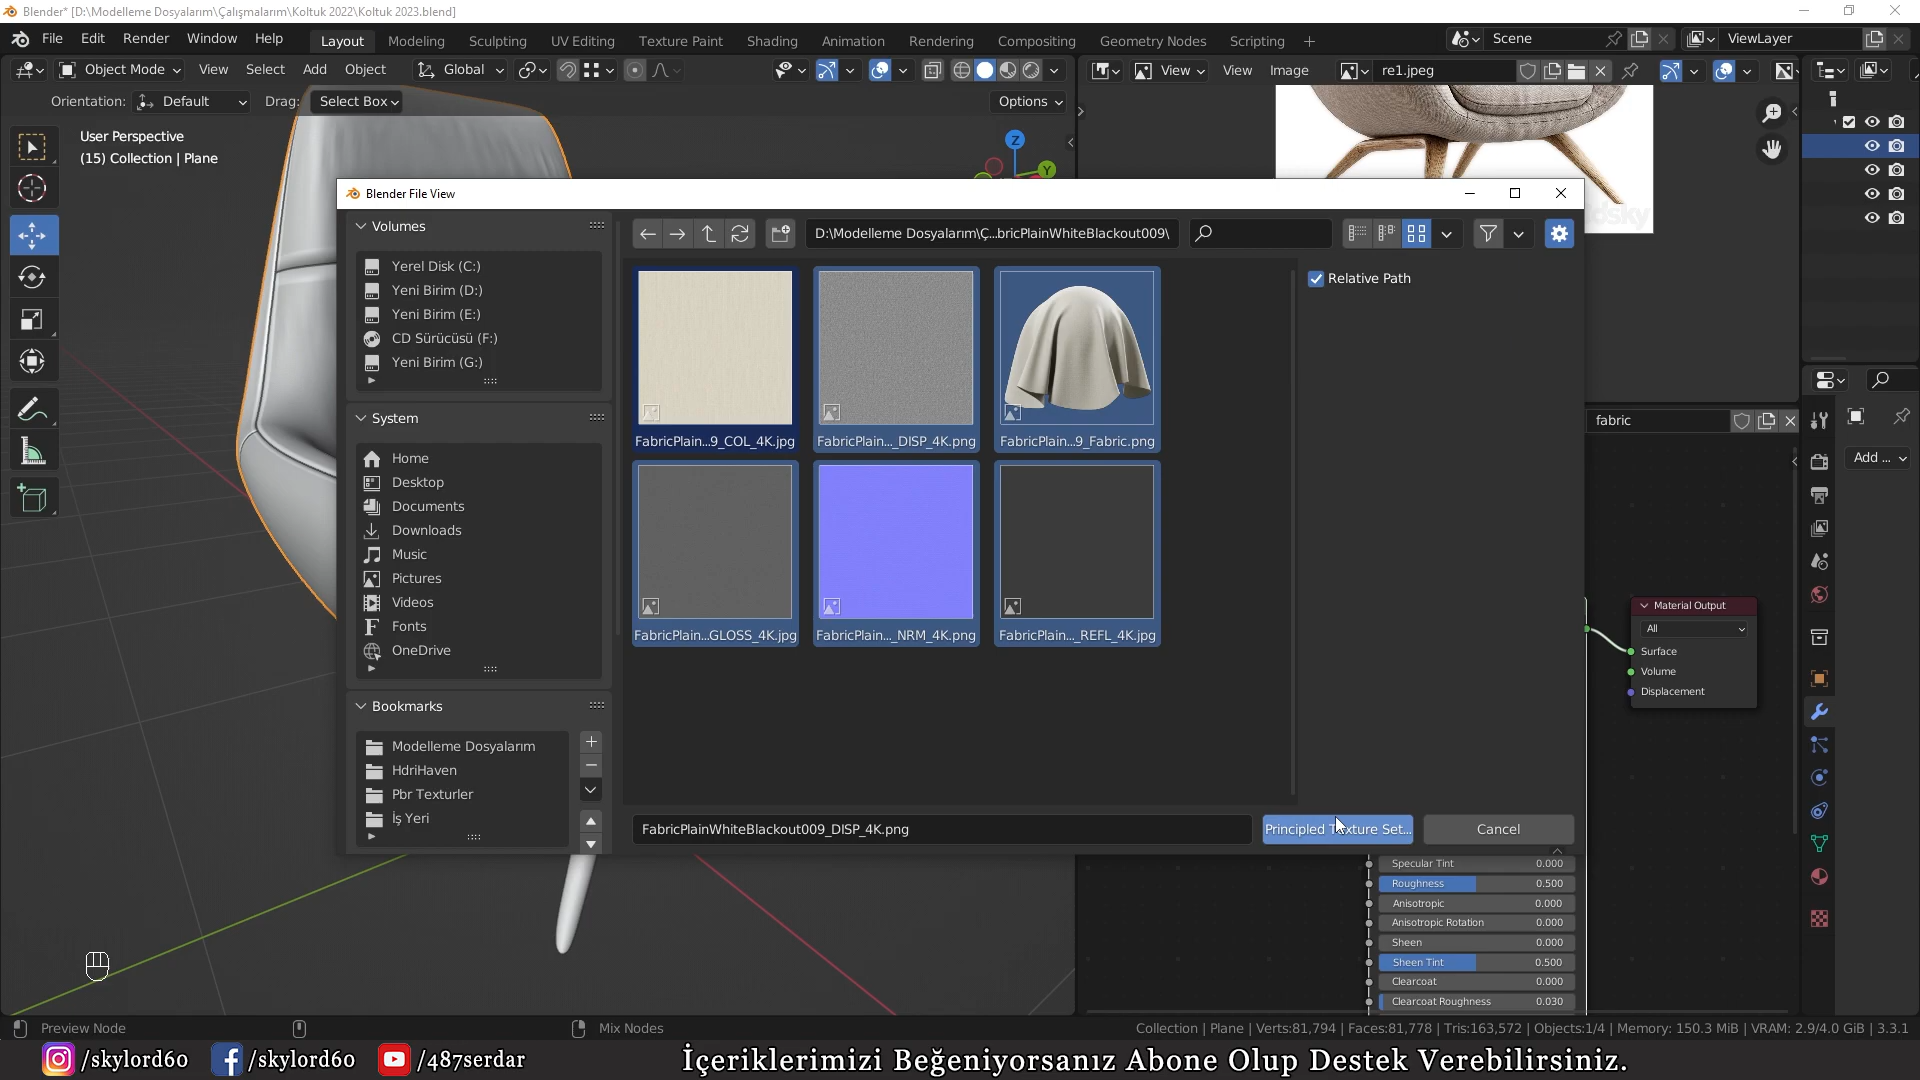 Blender* [D:\Modelleme Dosyalarım\Çalışmalarım\Koltuk 2022\Koltuk 2023.blend]
File Edit Render Window Help
Layout Modeling Sculpting UV Editing Texture Paint Shading Animation Rendering Compositing Geometry Nodes Scripting +
Scene
ViewLayer
Object Mode View Select Add Object Global
View View Image re1.jpeg
Orientation: Default Drag: Select Box
Options
User Perspective
(15) Collection | Plane
Z
Y
Blender File View
Volumes
Yerel Disk (C:)
Yeni Birim (D:)
Yeni Birim (E:)
CD Sürücüsü (F:)
Yeni Birim (G:)
System
Home
Desktop
Documents
Downloads
Music
Pictures
Videos
Fonts
OneDrive
Bookmarks
Modelleme Dosyalarım
HdriHaven
Pbr Texturler
İş Yeri
D:\Modelleme Dosyalarım\Ç...bricPlainWhiteBlackout009\
FabricPlain...9_COL_4K.jpg
FabricPlain..._DISP_4K.png
FabricPlain...9_Fabric.png
FabricPlain...GLOSS_4K.jpg
FabricPlain..._NRM_4K.png
FabricPlain..._REFL_4K.jpg
Relative Path
FabricPlainWhiteBlackout009_DISP_4K.png
Principled Texture Set...
Cancel
fabric
Add ...
Material Output
All
Surface
Volume
Displacement
Specular Tint 0.000
Roughness 0.500
Anisotropic 0.000
Anisotropic Rotation 0.000
Sheen 0.000
Sheen Tint 0.500
Clearcoat 0.000
Clearcoat Roughness 0.030
Preview Node
Mix Nodes
Collection | Plane | Verts:81,794 | Faces:81,778 | Tris:163,572 | Objects:1/4 | Memory: 150.3 MiB | VRAM: 2.9/4.0 GiB | 3.3.1
/skylord60 /skylord60 /487serdar
İçeriklerimizi Beğeniyorsanız Abone Olup Destek Verebilirsiniz.